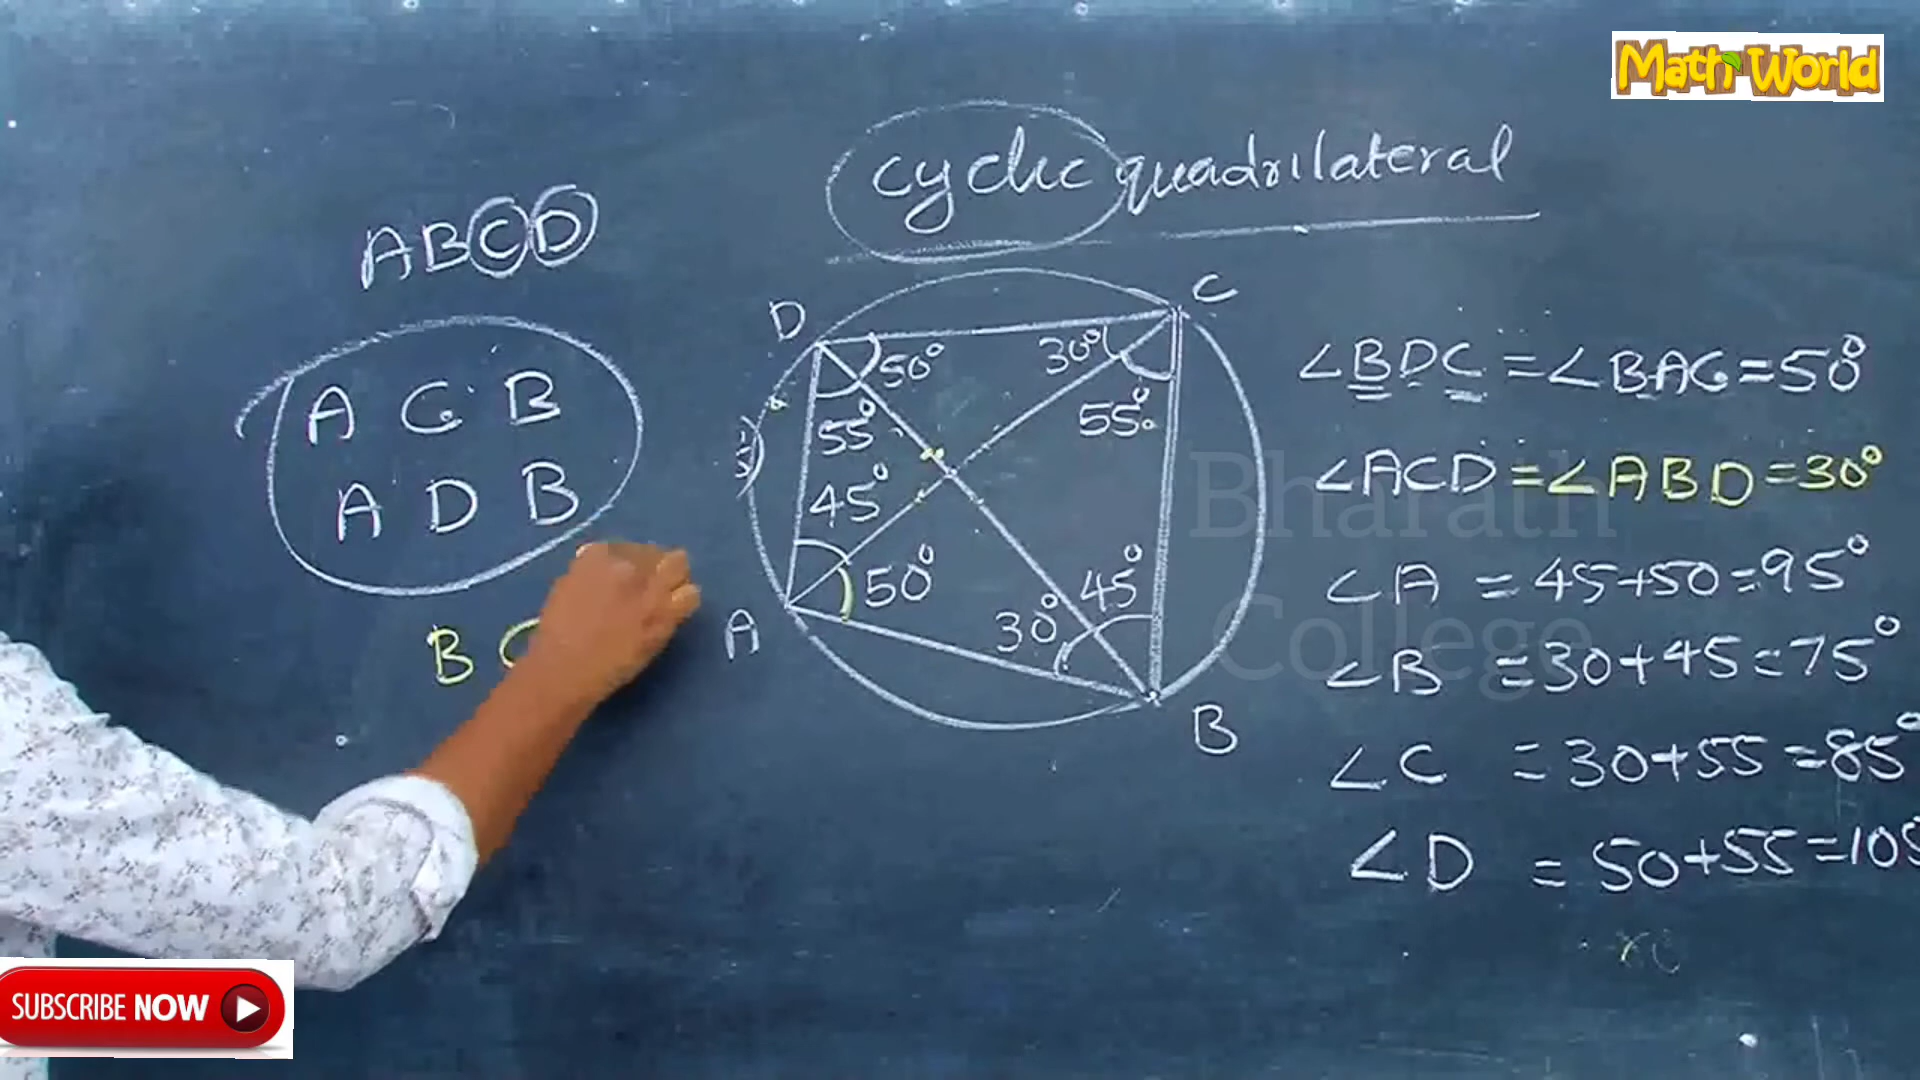 Math World
cyclic quadrilateral
ABCD
D
C
50°
30°
55°
55°
45°
50°
30°
45°
A
B
A C B
A D B
B
∠BDC = ∠BAC = 50°
∠ACD = ∠ABD = 30°
∠A = 45+50 = 95°
∠B = 30+45 = 75°
∠C = 30+55 = 85°
∠D = 50+55 = 105
Bharath
College
SUBSCRIBE NOW